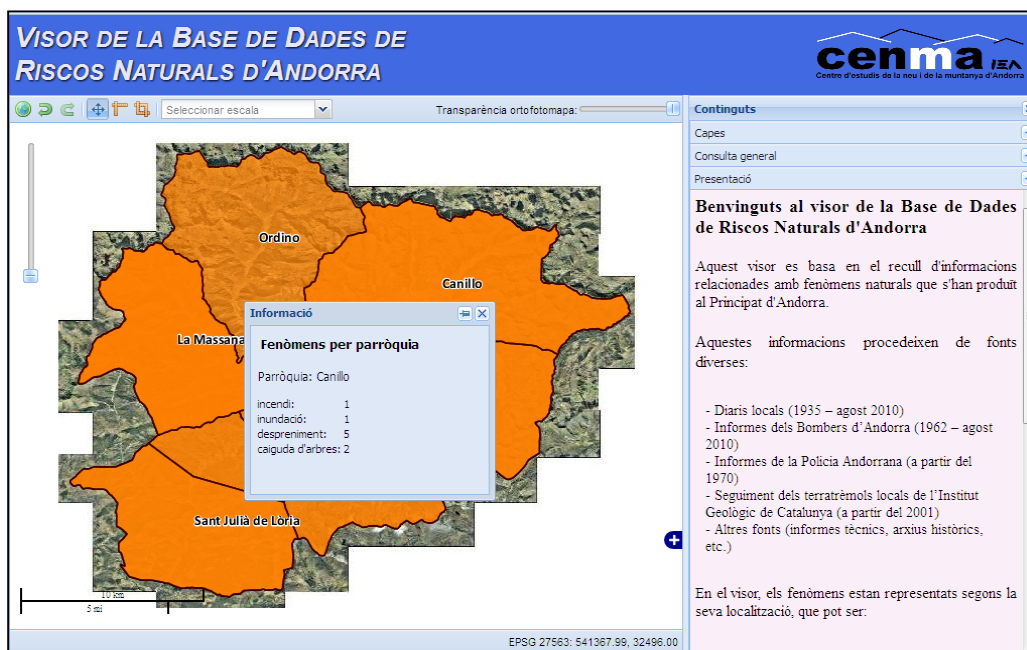 VISOR DE LA BASE DE DADES DE
RISCOS NATURALS D'ANDORRA
cenma IEA
Centre d'estudis de la neu i de la muntanya d'Andorra
Seleccionar escala
Transparència ortofotomapa:
Ordino
Canillo
La Massana
Sant Julià de Lòria
Informació
Fenòmens per parròquia
Parròquia: Canillo
incendi: 1
inundació: 1
despreniment: 5
caiguda d'arbres: 2
10 km
5 mi
EPSG 27563: 541367.99, 32496.00
Continguts
Capes
Consulta general
Presentació
Benvinguts al visor de la Base de Dades
de Riscos Naturals d'Andorra
Aquest visor es basa en el recull d'informacions
relacionades amb fenòmens naturals que s'han produït
al Principat d'Andorra.
Aquestes informacions procedeixen de fonts
diverses:
- Diaris locals (1935 – agost 2010)
- Informes dels Bombers d’Andorra (1962 – agost
2010)
- Informes de la Policia Andorrana (a partir del
1970)
- Seguiment dels terratrèmols locals de l’Institut
Geològic de Catalunya (a partir del 2001)
- Altres fonts (informes tècnics, arxius històrics,
etc.)
En el visor, els fenòmens estan representats segons la
seva localització, que pot ser: